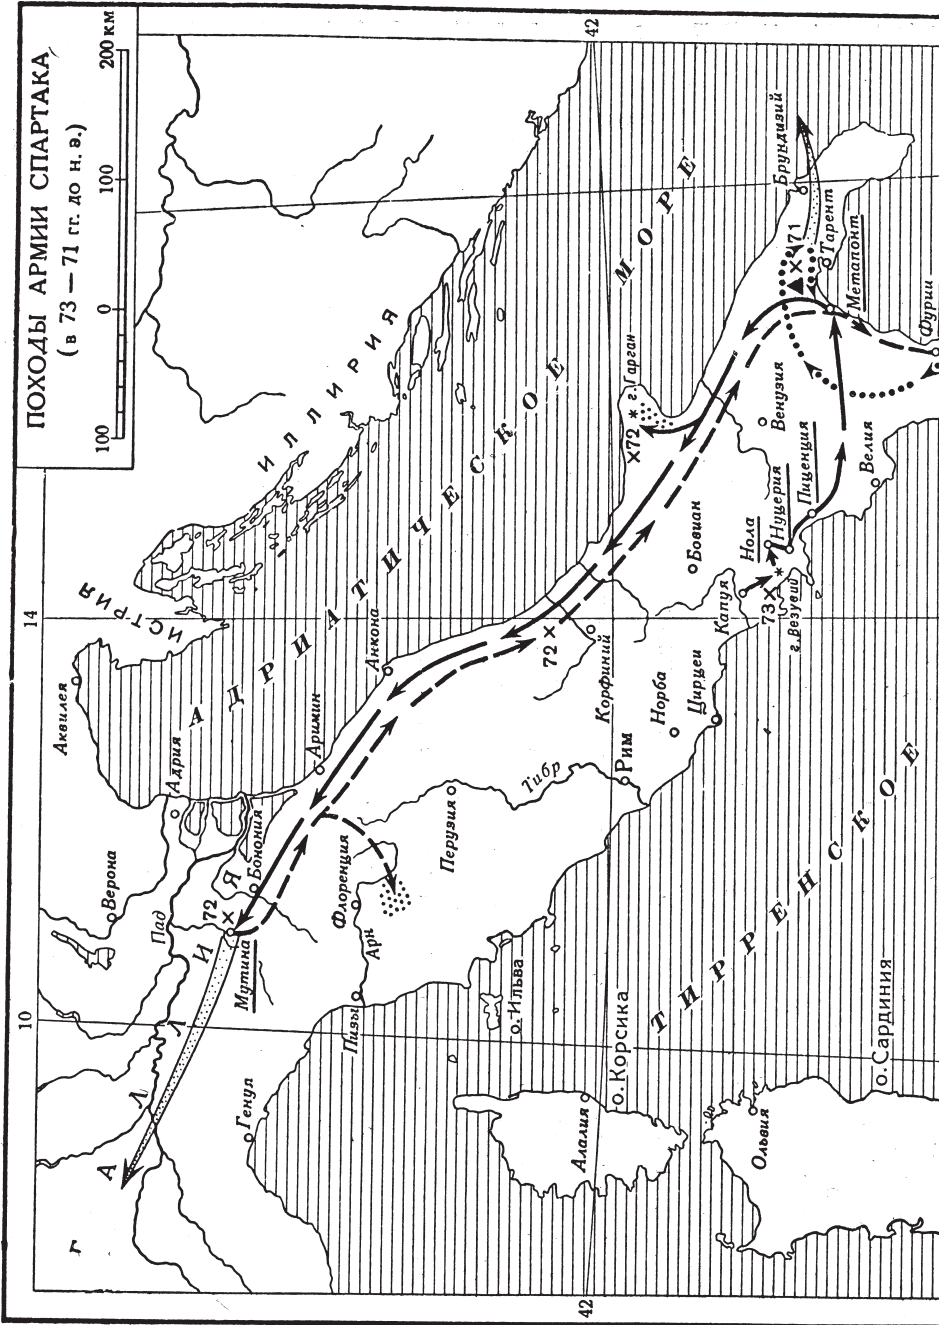 ПОХОДЫ АРМИИ СПАРТАКА
(в 73 — 71 гг. до н. э.)
100 0 100 200 км
10
14
42
42
ГАЛЛИЯ
ИСТРИЯ
ИЛЛИРИЯ
АДРИАТИЧЕСКОЕ МОРЕ
ТИРРЕНСКОЕ
Аквилея
Адрия
Верона
Пад
Бонония
72
Мутина
Генуя
Аримин
Анкона
Флоренция
Арн
Пизы
Перузия
Тибр
Рим
Корфиний
72
Норба
Цирцеи
Бовиан
Капуя
73
г. Везувий
Нола
Нуцерия
Пиценция
Велия
Венузия
72
г. Гарган
Брундизий
71
Тарент
Метапонт
Фурии
о. Ильва
о. Корсика
Алалия
Ольвия
о. Сардиния